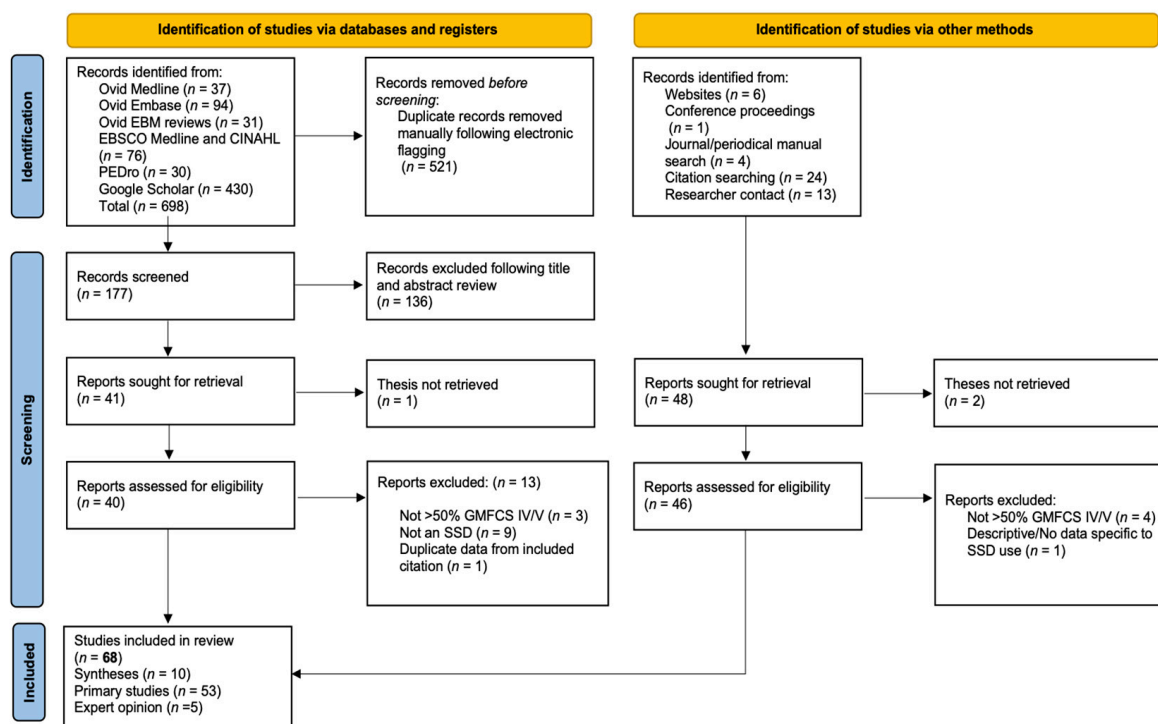 Identification of studies via databases and registers
Identification of studies via other methods
Identification
Records identified from:
Ovid Medline (n = 37)
Ovid Embase (n = 94)
Ovid EBM reviews (n = 31)
EBSCO Medline and CINAHL
(n = 76)
PEDro (n = 30)
Google Scholar (n = 430)
Total (n = 698)
Records removed before
screening:
Duplicate records removed
manually following electronic
flagging
(n = 521)
Records identified from:
Websites (n = 6)
Conference proceedings
(n = 1)
Journal/periodical manual
search (n = 4)
Citation searching (n = 24)
Researcher contact (n = 13)
Screening
Records screened
(n = 177)
Records excluded following title
and abstract review
(n = 136)
Reports sought for retrieval
(n = 41)
Thesis not retrieved
(n = 1)
Reports sought for retrieval
(n = 48)
Theses not retrieved
(n = 2)
Reports assessed for eligibility
(n = 40)
Reports excluded: (n = 13)
Not >50% GMFCS IV/V (n = 3)
Not an SSD (n = 9)
Duplicate data from included
citation (n = 1)
Reports assessed for eligibility
(n = 46)
Reports excluded:
Not >50% GMFCS IV/V (n = 4)
Descriptive/No data specific to
SSD use (n = 1)
Included
Studies included in review
(n = 68)
Syntheses (n = 10)
Primary studies (n = 53)
Expert opinion (n =5)